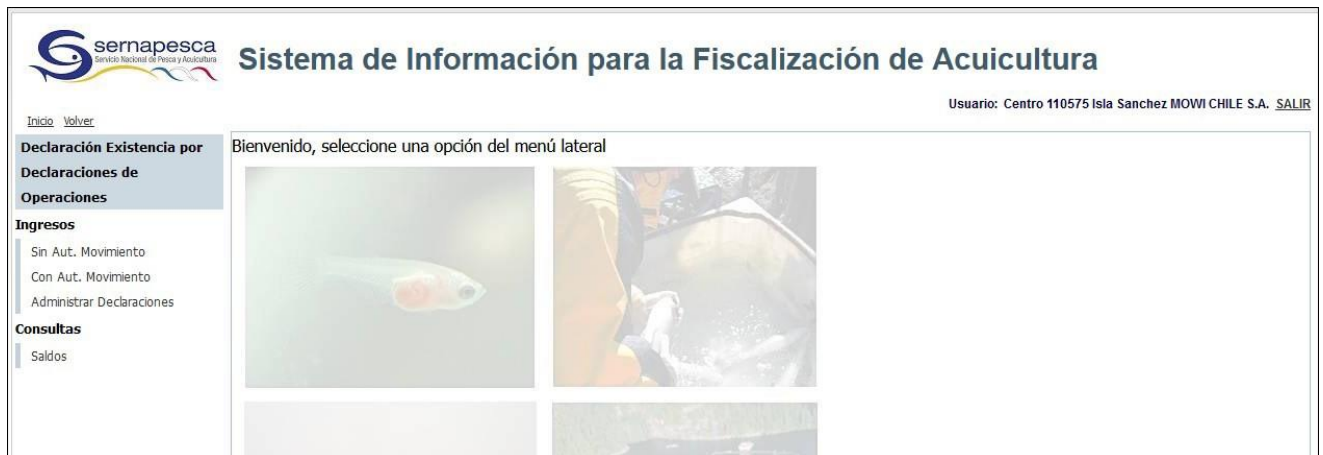 sernapesca
Servicio Nacional de Pesca y Acuicultura
Sistema de Información para la Fiscalización de Acuicultura
Usuario: Centro 110575 Isla Sanchez MOWI CHILE S.A. SALIR
Inicio Volver
Declaración Existencia por
Declaraciones de
Operaciones
Ingresos
Sin Aut. Movimiento
Con Aut. Movimiento
Administrar Declaraciones
Consultas
Saldos
Bienvenido, seleccione una opción del menú lateral